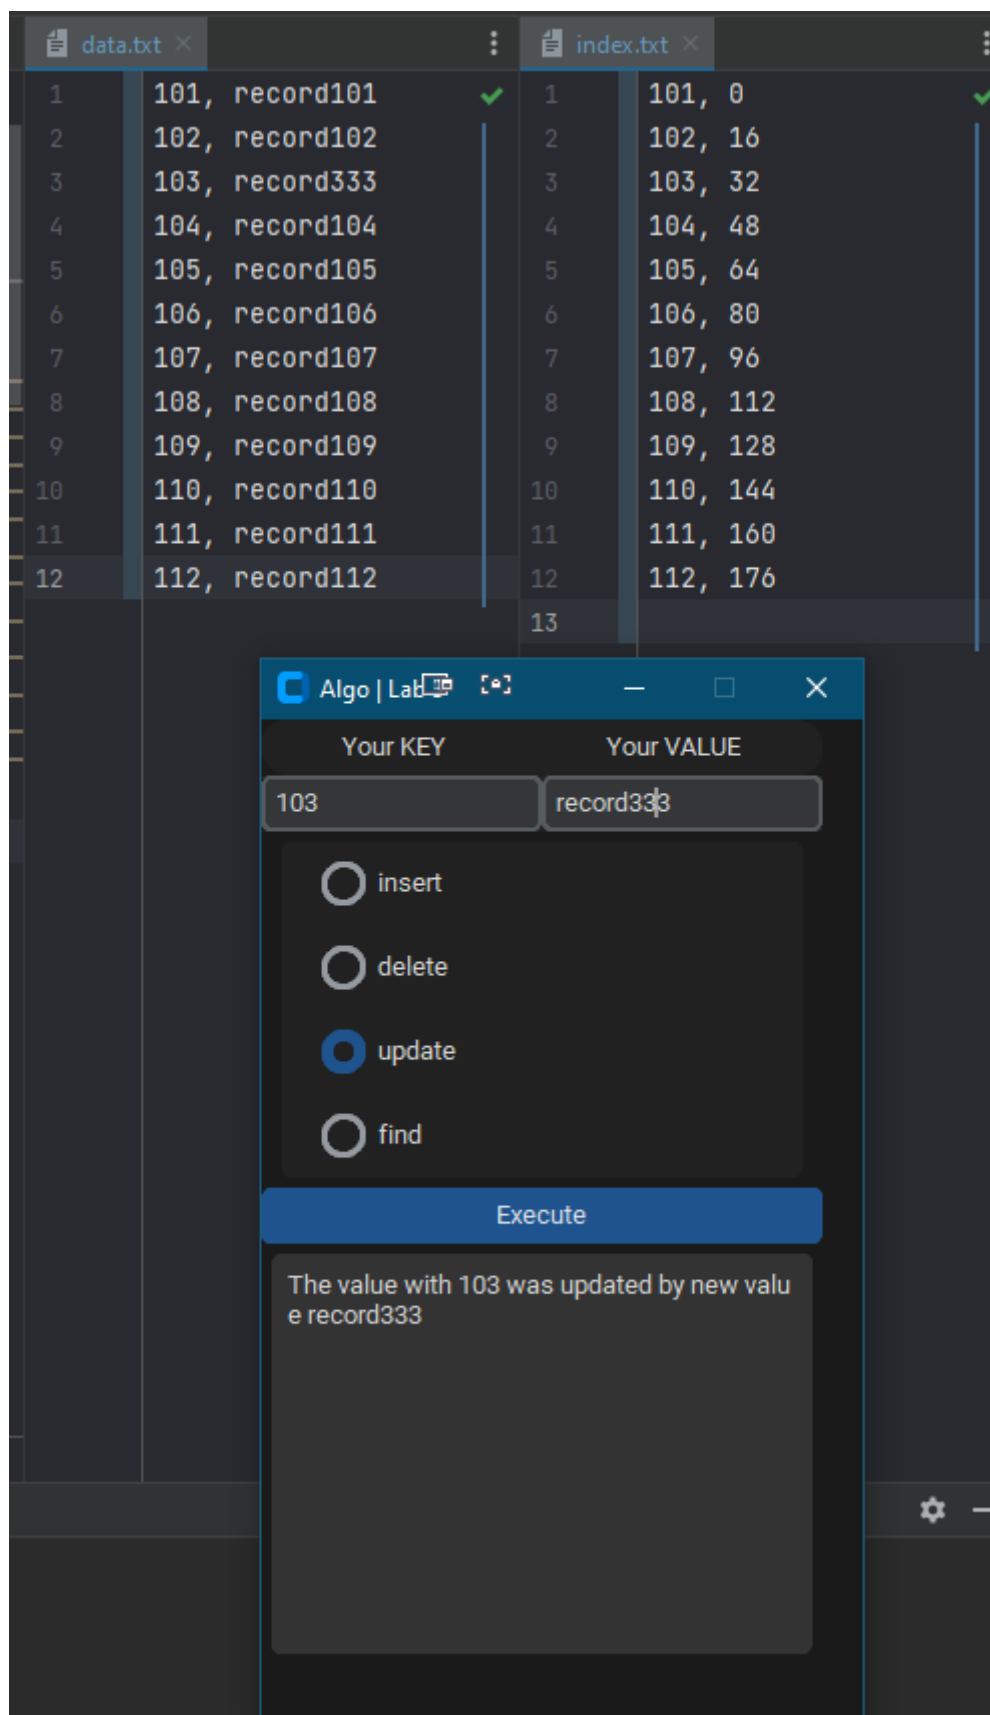 data.txt
1 101, record101
2 102, record102
3 103, record333
4 104, record104
5 105, record105
6 106, record106
7 107, record107
8 108, record108
9 109, record109
10 110, record110
11 111, record111
12 112, record112
index.txt
1 101, 0
2 102, 16
3 103, 32
4 104, 48
5 105, 64
6 106, 80
7 107, 96
8 108, 112
9 109, 128
10 110, 144
11 111, 160
12 112, 176
13
Algo | Lab
Your KEY Your VALUE
103 record333
insert
delete
update
find
Execute
The value with 103 was updated by new valu
e record333